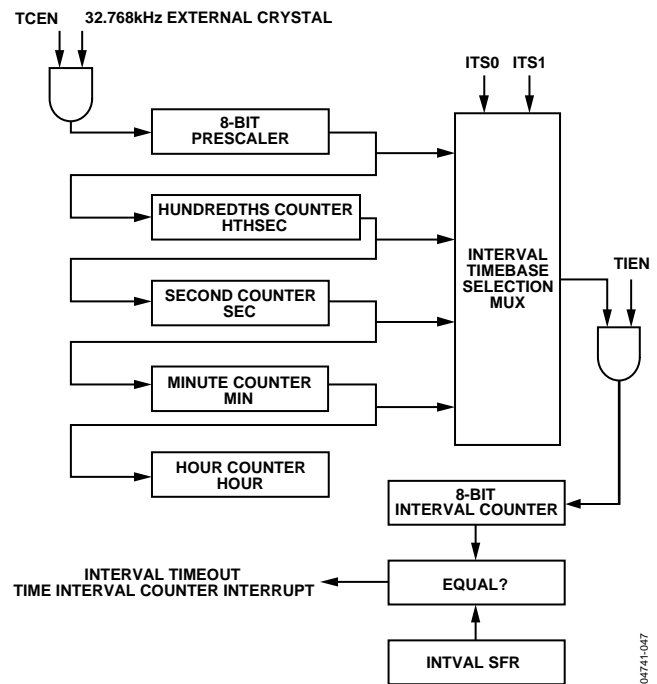 TCEN 32.768kHz EXTERNAL CRYSTAL
ITS0 ITS1
8-BIT
PRESCALER
HUNDREDTHS COUNTER
HTHSEC
INTERVAL
TIMEBASE
SELECTION
MUX
TIEN
SECOND COUNTER
SEC
MINUTE COUNTER
MIN
HOUR COUNTER
HOUR
8-BIT
INTERVAL COUNTER
INTERVAL TIMEOUT
TIME INTERVAL COUNTER INTERRUPT
EQUAL?
INTVAL SFR
04741-047